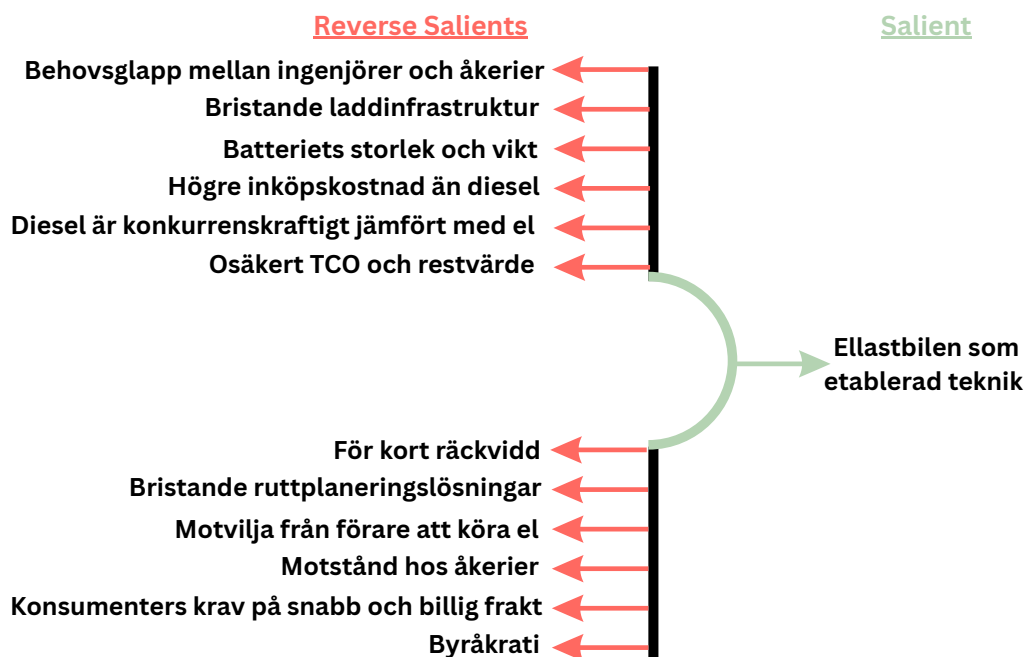 Reverse Salients
Salient
Behovsglapp mellan ingenjörer och åkerier
Bristande laddinfrastruktur
Batteriets storlek och vikt
Högre inköpskostnad än diesel
Diesel är konkurrenskraftigt jämfört med el
Osäkert TCO och restvärde
Ellastbilen som
etablerad teknik
För kort räckvidd
Bristande ruttplaneringslösningar
Motvilja från förare att köra el
Motstånd hos åkerier
Konsumenters krav på snabb och billig frakt
Byråkrati